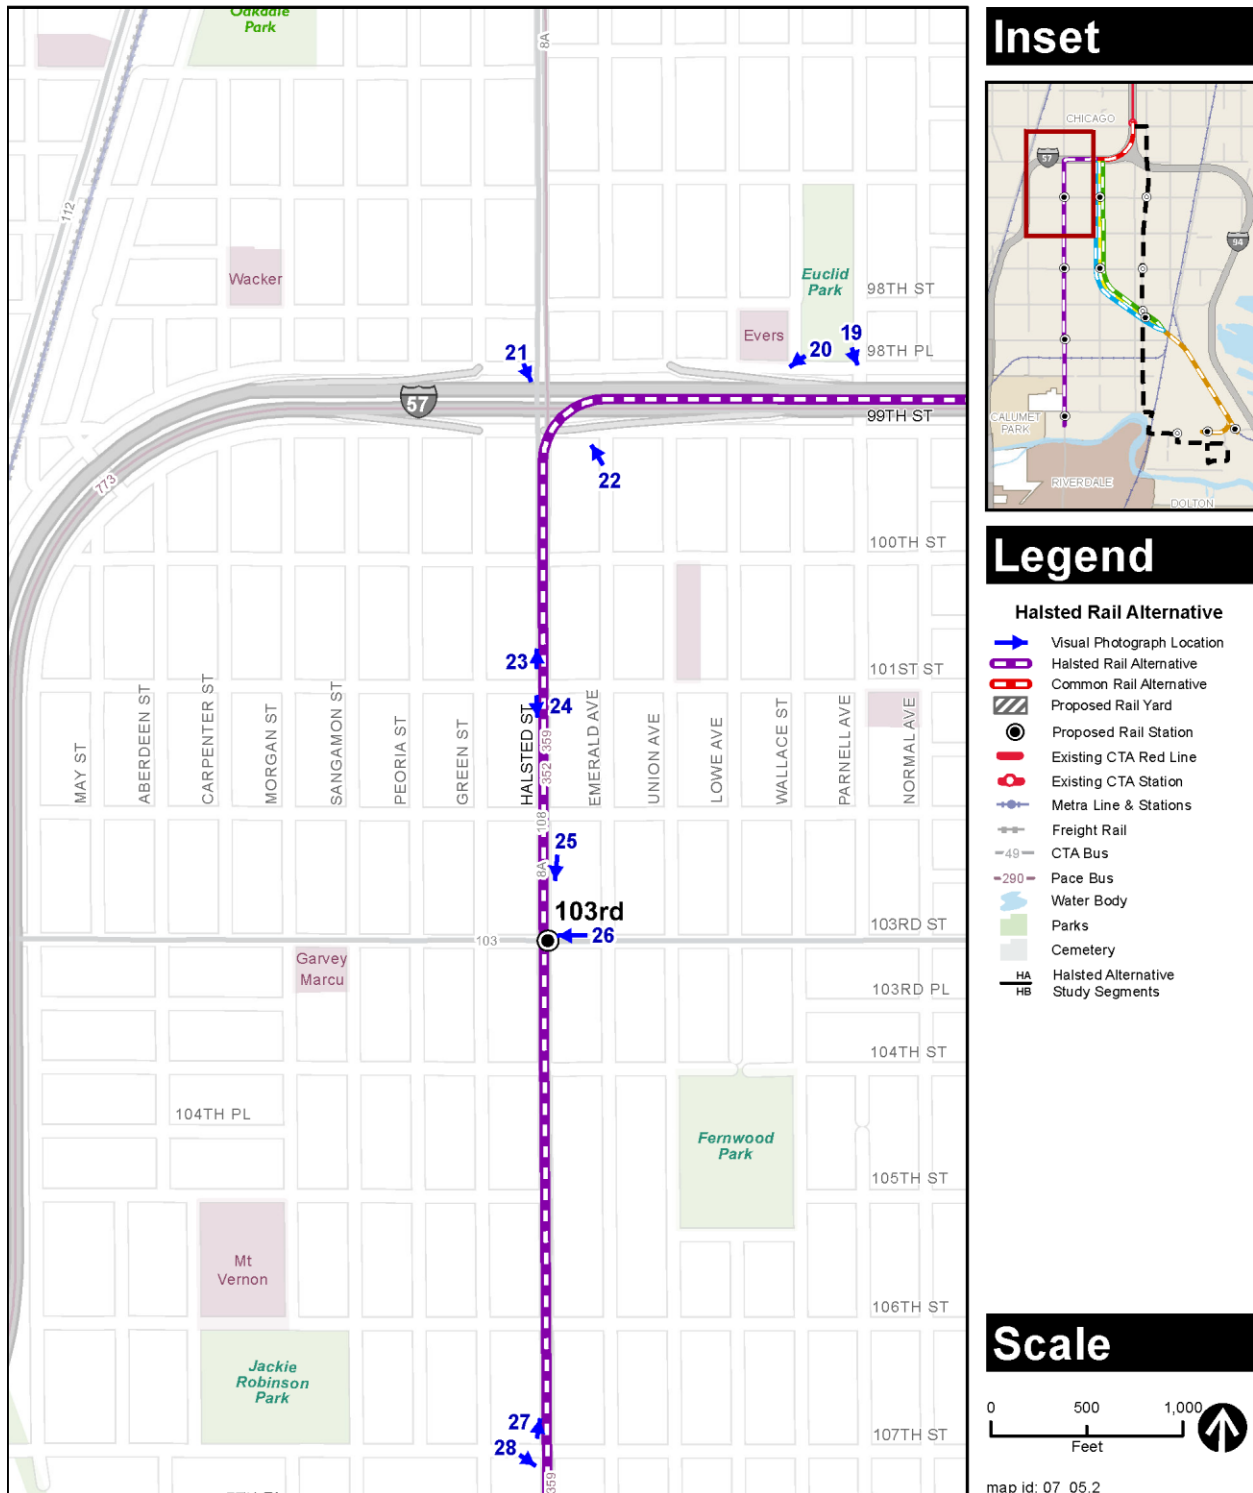 Oakdale
Park
8A
112
Wacker
Euclid
Park
98TH ST
Evers
19
20
98TH PL
21
57
99TH ST
22
773
100TH ST
23
101ST ST
24
MAY ST
ABERDEEN ST
CARPENTER ST
MORGAN ST
SANGAMON ST
PEORIA ST
GREEN ST
HALSTED ST
352
359
EMERALD AVE
UNION AVE
LOWE AVE
WALLACE ST
PARNELL AVE
NORMAL AVE
108
25
8A
103rd
103RD ST
26
103
Garvey
Marcu
103RD PL
104TH ST
104TH PL
Fernwood
Park
105TH ST
Mt
Vernon
106TH ST
Jackie
Robinson
Park
27
107TH ST
28
359
Inset
CHICAGO
57
94
CALUMET
PARK
RIVERDALE
DOLTON
Legend
Halsted Rail Alternative
Visual Photograph Location
Halsted Rail Alternative
Common Rail Alternative
Proposed Rail Yard
Proposed Rail Station
Existing CTA Red Line
Existing CTA Station
Metra Line & Stations
Freight Rail
49 CTA Bus
290 Pace Bus
Water Body
Parks
Cemetery
HA Halsted Alternative
HB Study Segments
Scale
0 500 1,000
Feet
map id: 07_05.2